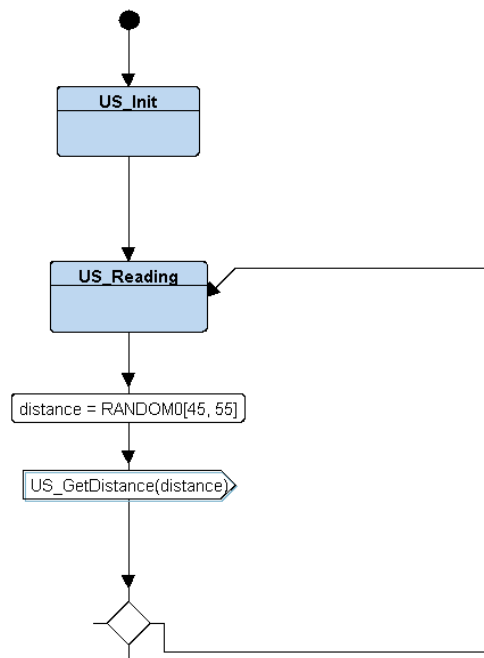 US_Init
US_Reading
distance = RANDOM0[45, 55]
US_GetDistance(distance)